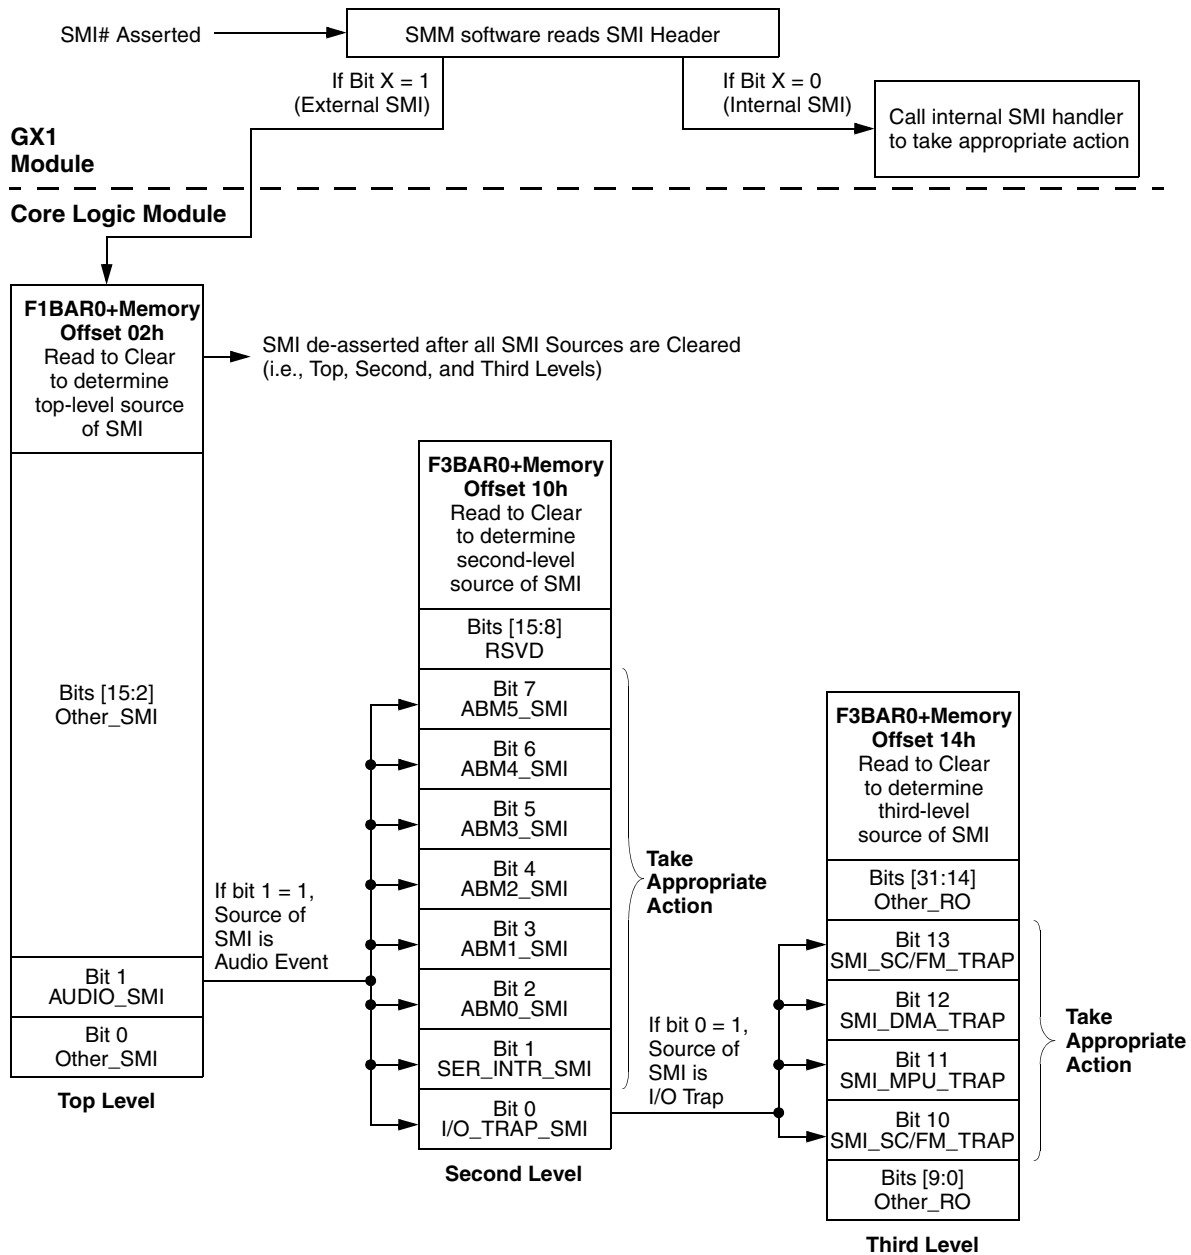 SMI# Asserted
SMM software reads SMI Header
If Bit X = 1
(External SMI)
If Bit X = 0
(Internal SMI)
Call internal SMI handler
to take appropriate action
GX1
Module
Core Logic Module
F1BAR0+Memory
Offset 02h
Read to Clear
to determine
top-level source
of SMI
SMI de-asserted after all SMI Sources are Cleared
(i.e., Top, Second, and Third Levels)
Bits [15:2]
Other_SMI
If bit 1 = 1,
Source of
SMI is
Audio Event
Bit 1
AUDIO_SMI
Bit 0
Other_SMI
Top Level
F3BAR0+Memory
Offset 10h
Read to Clear
to determine
second-level
source of SMI
Bits [15:8]
RSVD
Bit 7
ABM5_SMI
Bit 6
ABM4_SMI
Bit 5
ABM3_SMI
Bit 4
ABM2_SMI
Bit 3
ABM1_SMI
Bit 2
ABM0_SMI
Bit 1
SER_INTR_SMI
Bit 0
I/O_TRAP_SMI
Second Level
Take
Appropriate
Action
If bit 0 = 1,
Source of
SMI is
I/O Trap
F3BAR0+Memory
Offset 14h
Read to Clear
to determine
third-level
source of SMI
Bits [31:14]
Other_RO
Bit 13
SMI_SC/FM_TRAP
Bit 12
SMI_DMA_TRAP
Bit 11
SMI_MPU_TRAP
Bit 10
SMI_SC/FM_TRAP
Bits [9:0]
Other_RO
Third Level
Take
Appropriate
Action